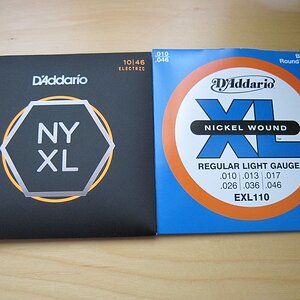 10|46
ELECTRIC
D'Addario
NY
XL
.010
.046
Round
D'Addario
XL
NICKEL WOUND
REGULAR LIGHT GAUGE
.010 .013 .017
.026 .036 .046
EXL110